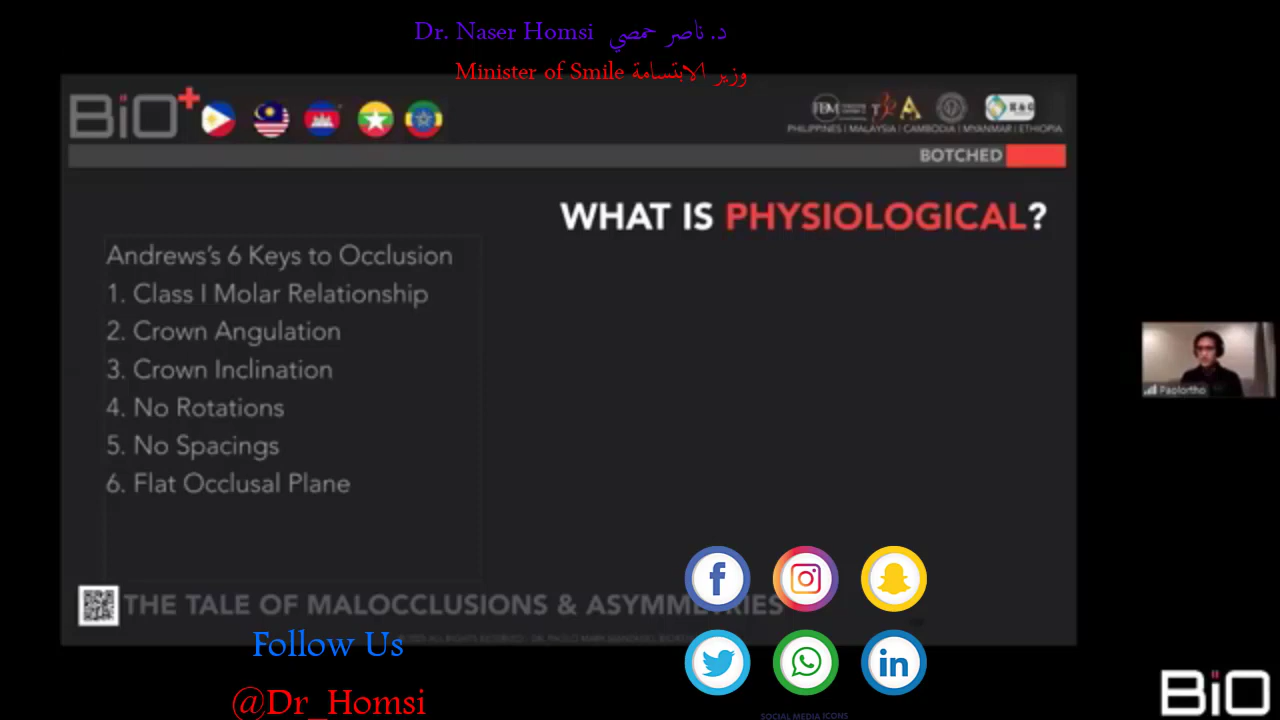 Dr. Naser Homsi د. ناصر حمصي
Minister of Smile وزير الابتسامة
BiO+
PHILIPPINES | MALAYSIA | CAMBODIA | MYANMAR | ETHIOPIA
BOTCHED
WHAT IS PHYSIOLOGICAL?
Andrews's 6 Keys to Occlusion
1. Class I Molar Relationship
2. Crown Angulation
3. Crown Inclination
4. No Rotations
5. No Spacings
6. Flat Occlusal Plane
Paolortho
THE TALE OF MALOCCLUSIONS & ASYMMETRIES
Follow Us
@Dr_Homsi
SOCIAL MEDIA ICONS
BiO